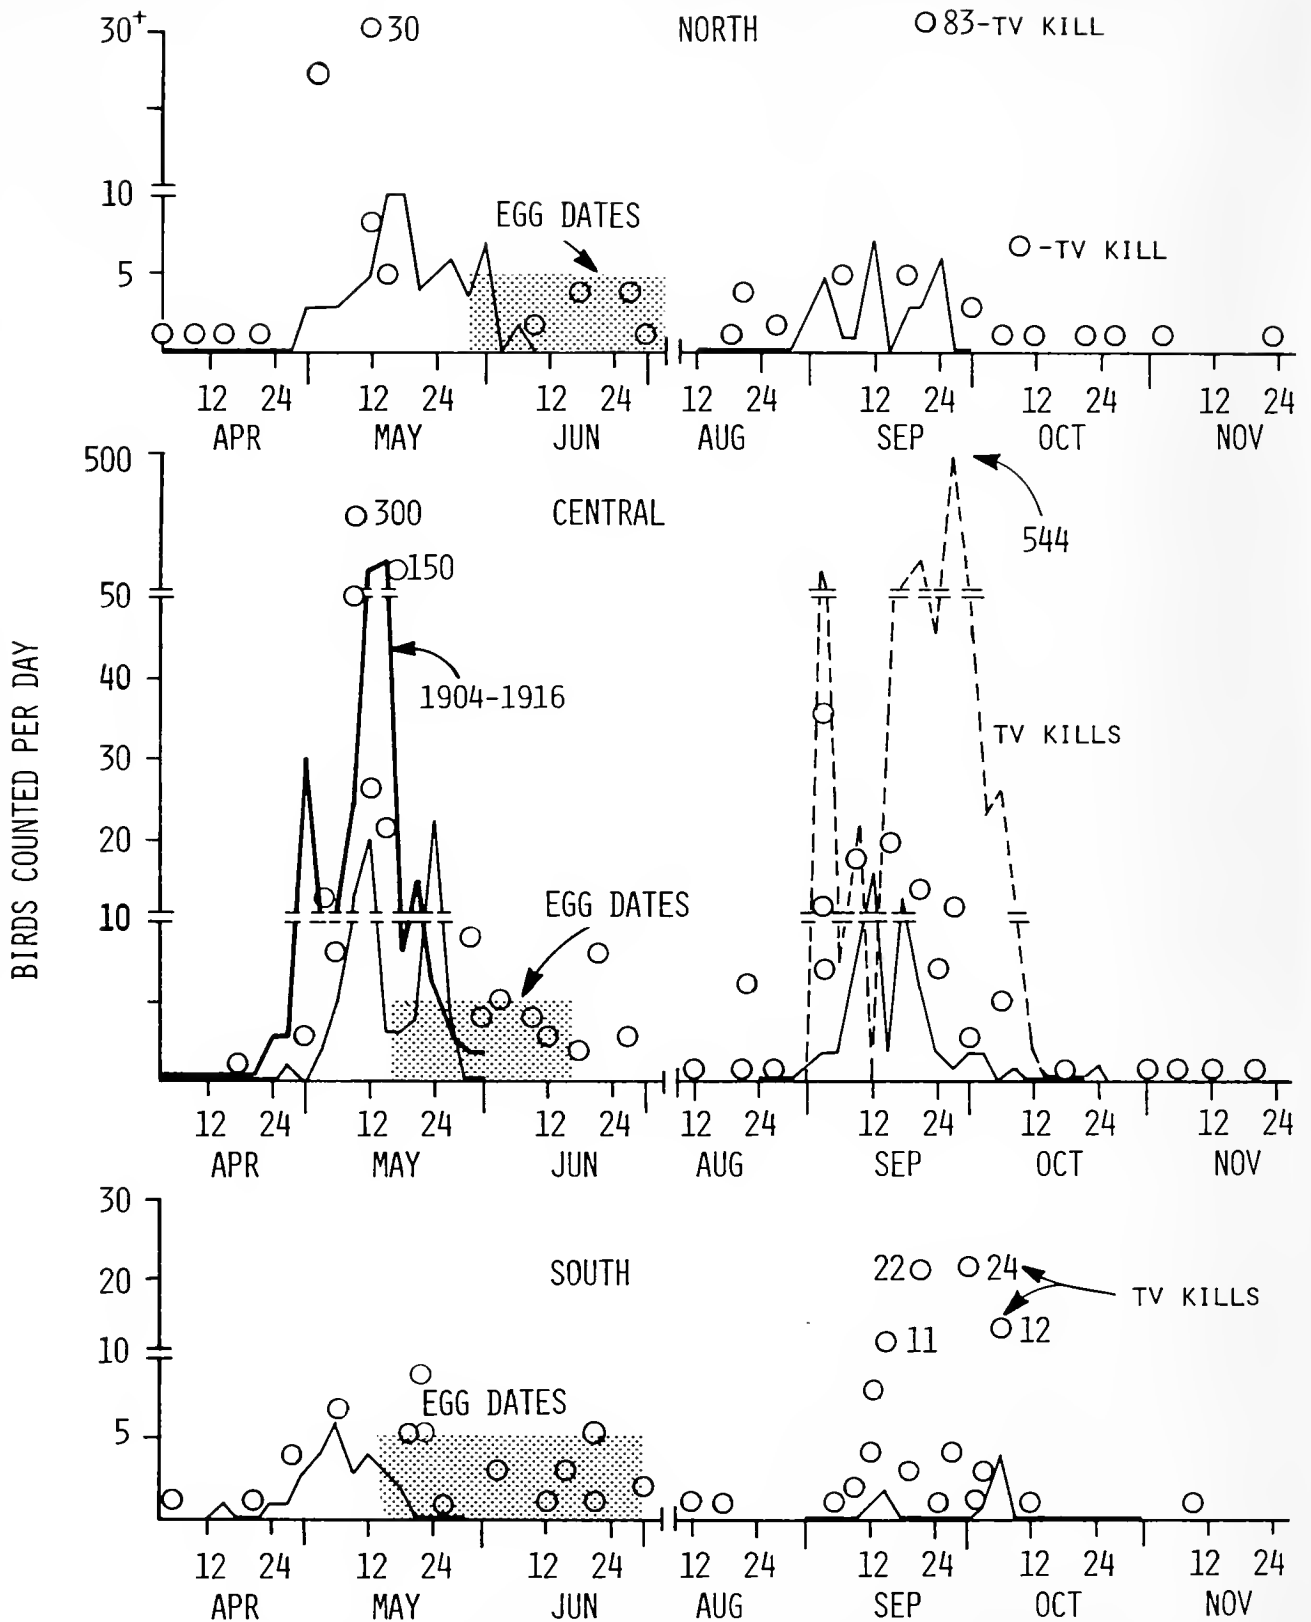 30+
30
NORTH
83-TV KILL
10
EGG DATES
5
-TV KILL
12 24 12 24 12 24 12 24 12 24 12 24 12 24
APR MAY JUN AUG SEP OCT NOV
BIRDS COUNTED PER DAY
500
300
CENTRAL
544
150
50
40
1904-1916
TV KILLS
30
20
10
EGG DATES
12 24 12 24 12 24 12 24 12 24 12 24 12 24
APR MAY JUN AUG SEP OCT NOV
30
SOUTH
22
24
20
TV KILLS
11
12
10
EGG DATES
5
12 24 12 24 12 24 12 24 12 24 12 24 12 24
APR MAY JUN AUG SEP OCT NOV